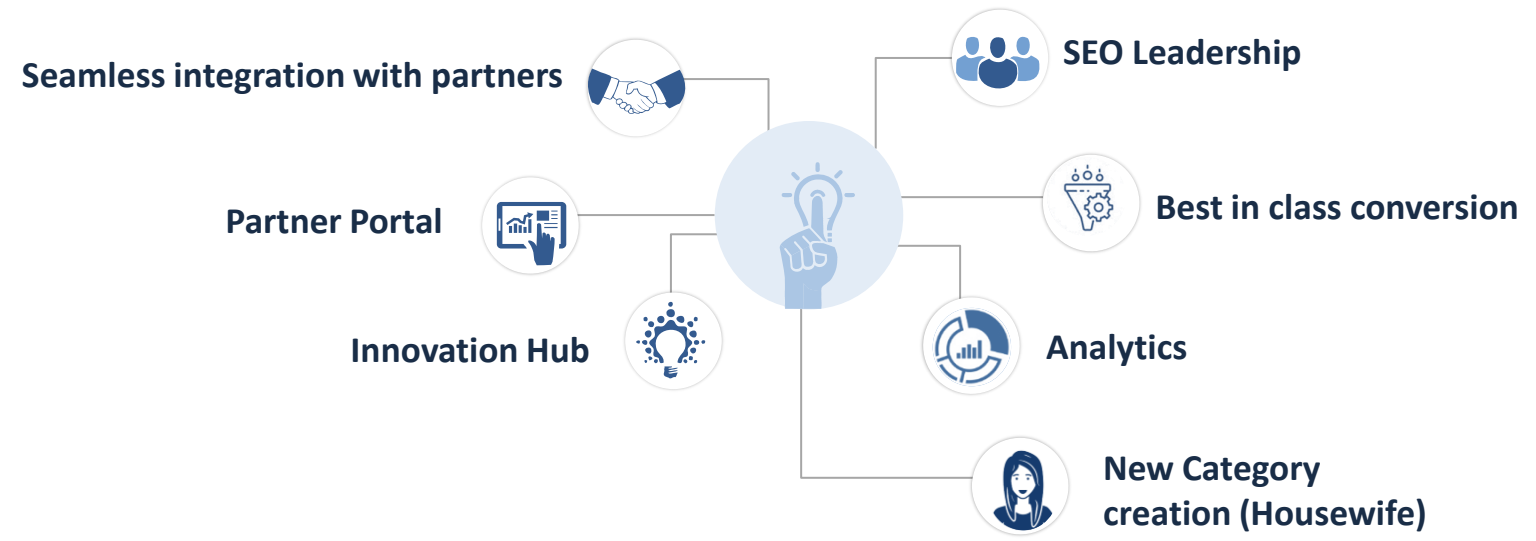 Seamless integration with partners
SEO Leadership
Partner Portal
Best in class conversion
Innovation Hub
Analytics
New Category
creation (Housewife)